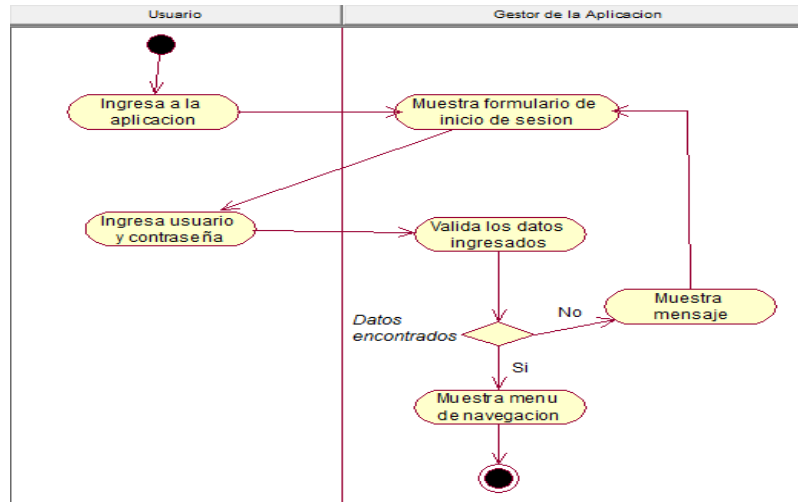 Usuario
Gestor de la Aplicacion
Ingresa a la
aplicacion
Muestra formulario de
inicio de sesion
Ingresa usuario
y contraseña
Valida los datos
ingresados
Datos
encontrados
No
Muestra
mensaje
Si
Muestra menu
de navegacion